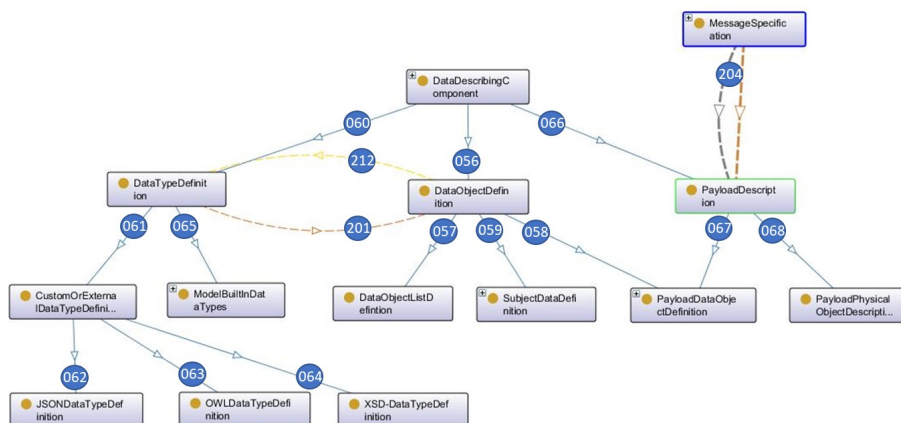 MessageSpecific
ation
204
DataDescribingC
omponent
060
066
212
056
DataTypeDefinit
ion
DataObjectDefin
ition
PayloadDescript
ion
061
065
201
057
059
058
067
068
CustomOrExterna
lDataTypeDefini...
ModelBuiltInDat
aTypes
DataObjectListD
efintion
SubjectDataDefi
nition
PayloadDataObje
ctDefinition
PayloadPhysical
ObjectDescripti...
062
063
064
JSONDataTypeDef
inition
OWLDataTypeDefi
nition
XSD-DataTypeDef
inition